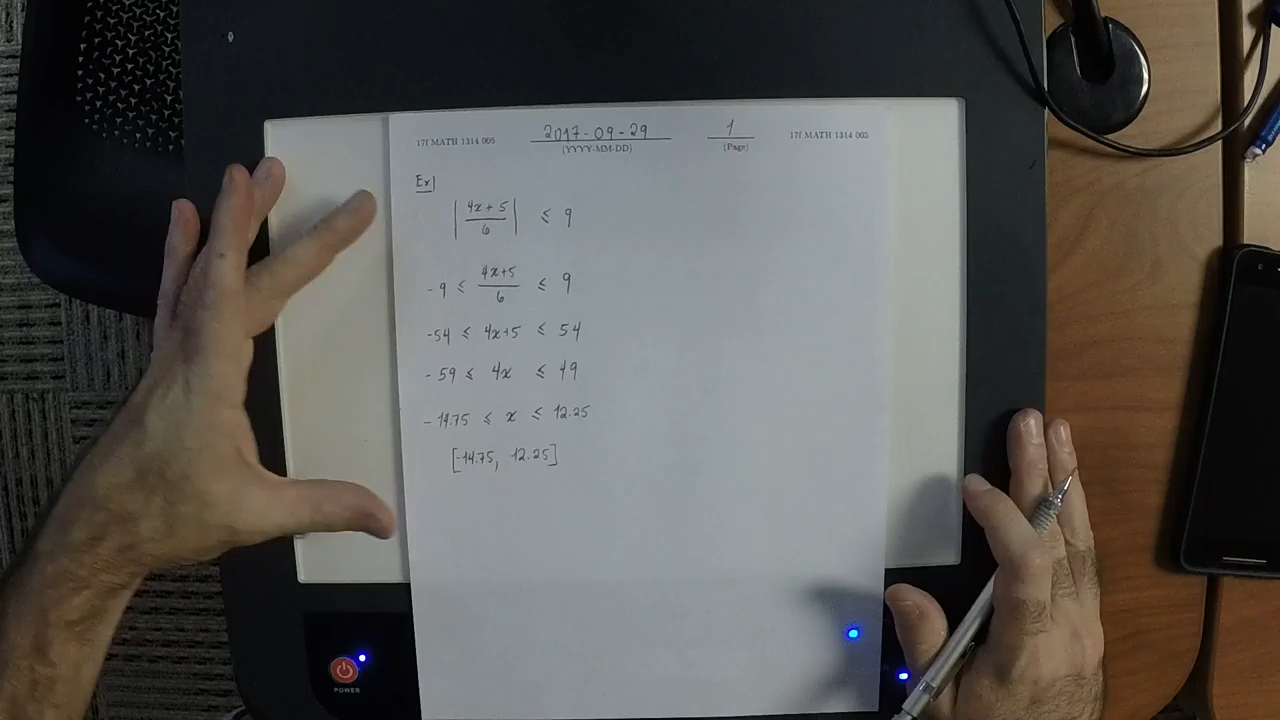 17f MATH 1314 005 2017-09-29 1 17f MATH 1314 005
(YYYY-MM-DD) (Page)
Ex1
|4x+5/6| ≤ 9
-9 ≤ 4x+5/6 ≤ 9
-54 ≤ 4x+5 ≤ 54
-59 ≤ 4x ≤ 49
-14.75 ≤ x ≤ 12.25
[-14.75, 12.25]
POWER